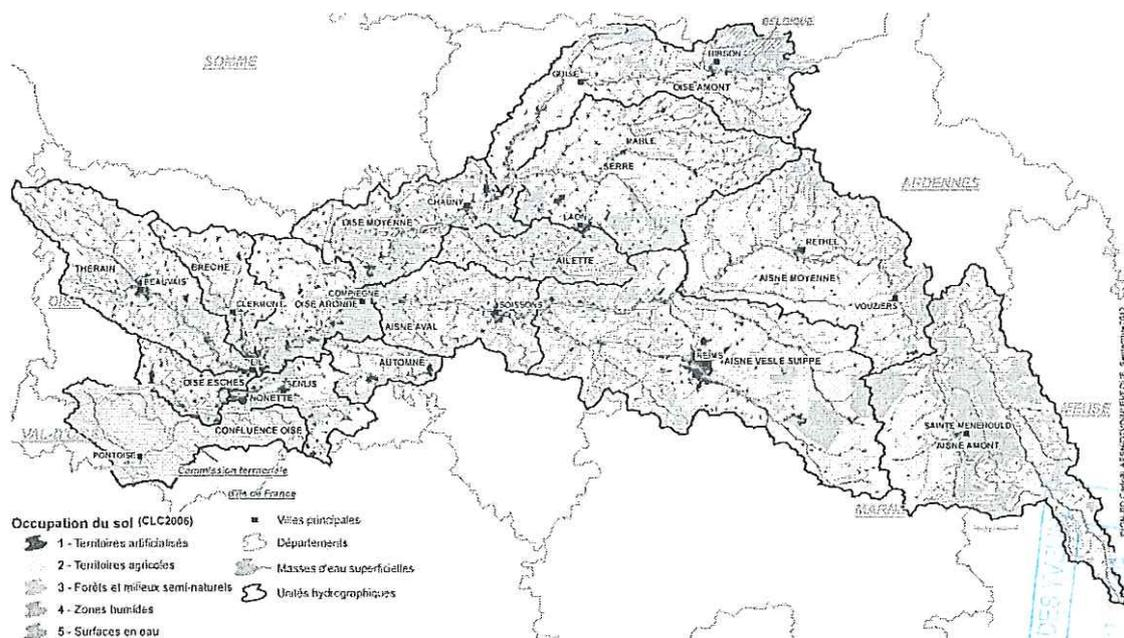 BELGIQUE
SOMME
HIRSON
GUISE
OISE AMONT
MARLE
SERRE
ARDENNES
CHAUNY
OISE MOYENNE
LAON
RETHEL
AILETTE
THERAIN
BRECHE
BEAUVAIS
AISNE MOYENNE
OISE
CLERMONT
COMPIEGNE
OISE ARONDE
SOISSONS
VOUZIERS
AISNE AVAL
REIMS
AISNE VESLE SUIPPE
CREIL
AUTOMNE
OISE ESCHES
SENLIS
NONETTE
MEUSE
CONFLUENCE OISE
SAINTE MENEHOULD
AISNE AMONT
PONTOISE
Commission territoriale
d'Ile de France
MARNE
Occupation du sol (CLC2006)
1 - Territoires artificialisés
2 - Territoires agricoles
3 - Forêts et milieux semi-naturels
4 - Zones humides
5 - Surfaces en eau
Villes principales
Départements
Masses d'eau superficielles
Unités hydrographiques